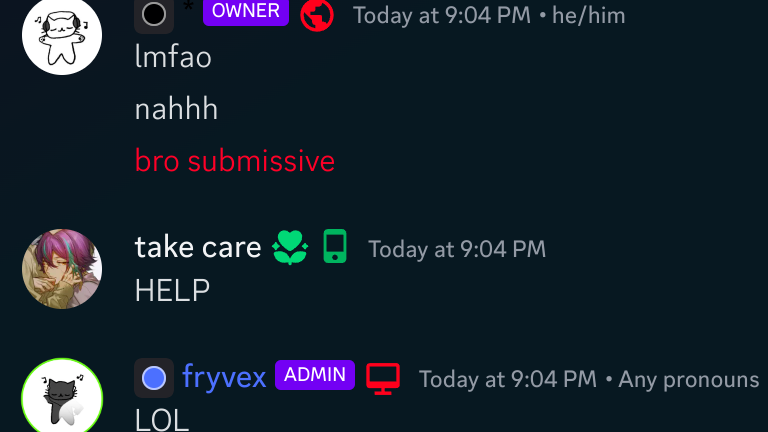 * OWNER Today at 9:04 PM • he/him
lmfao
nahhh
bro submissive
take care Today at 9:04 PM
HELP
fryvex ADMIN Today at 9:04 PM • Any pronouns
LOL